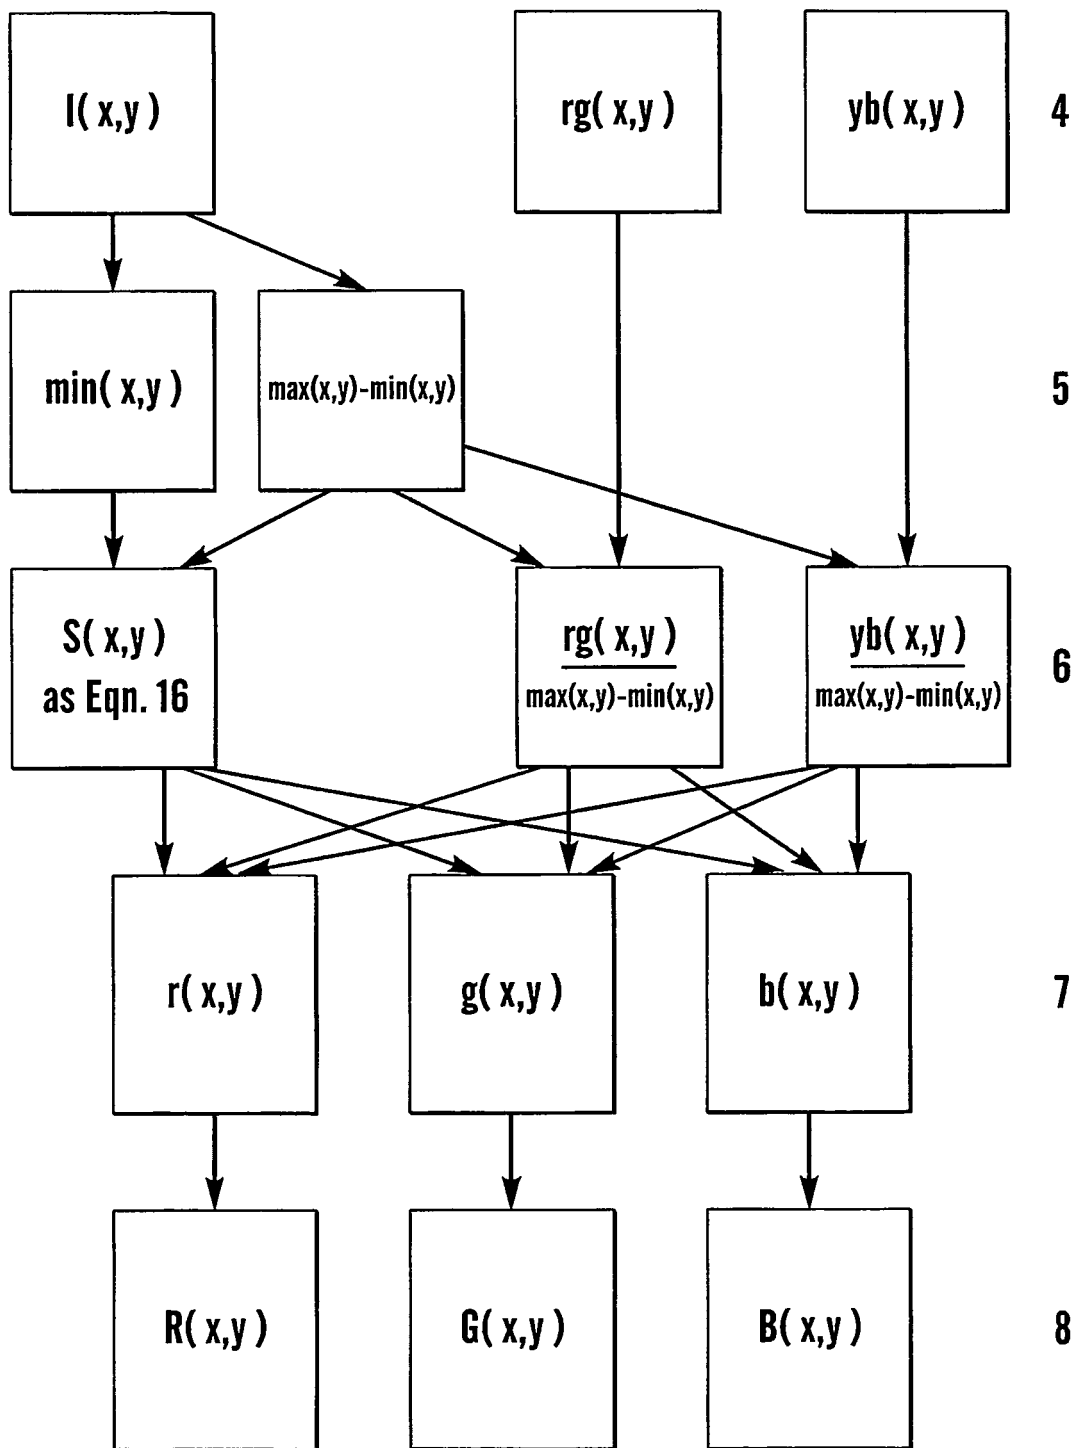 I( x,y )
rg( x,y )
yb( x,y )
4
min( x,y )
max(x,y)-min(x,y)
5
S( x,y )
as Eqn. 16
rg( x,y )
max(x,y)-min(x,y)
yb( x,y )
max(x,y)-min(x,y)
6
r( x,y )
g( x,y )
b( x,y )
7
R( x,y )
G( x,y )
B( x,y )
8